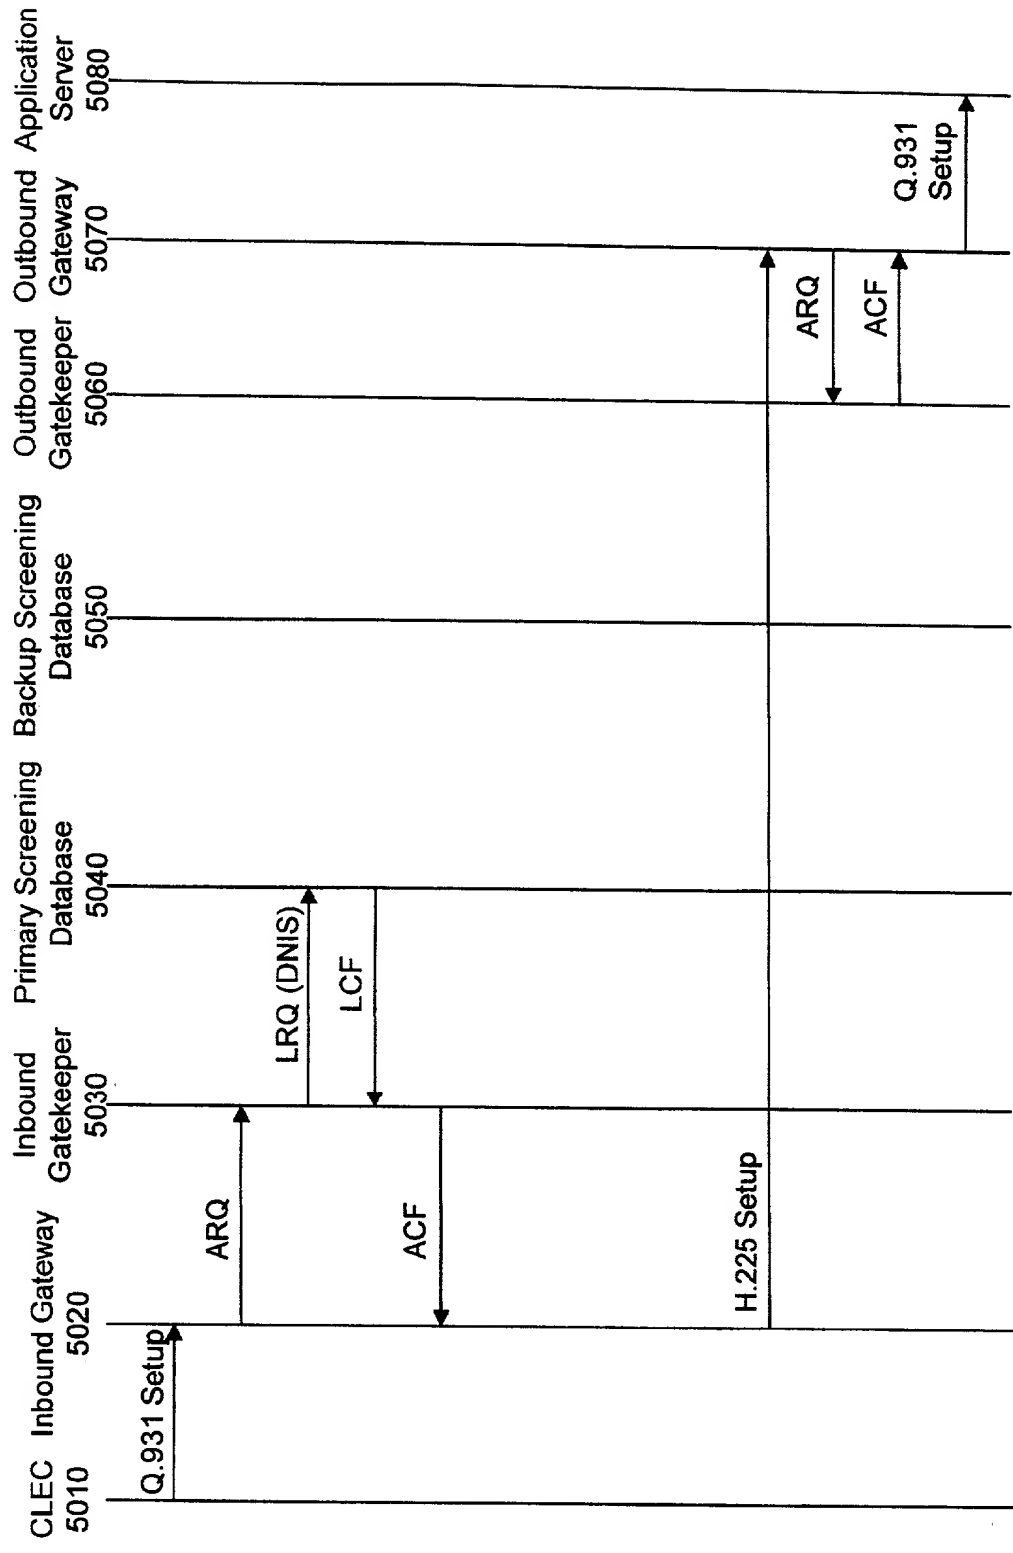 CLEC
5010
Inbound Gateway
5020
Inbound
Gatekeeper
5030
Primary Screening
Database
5040
Backup Screening
Database
5050
Outbound
Gatekeeper
5060
Outbound
Gateway
5070
Application
Server
5080
Q.931 Setup
ARQ
LRQ (DNIS)
LCF
ACF
H.225 Setup
ARQ
ACF
Q.931
Setup